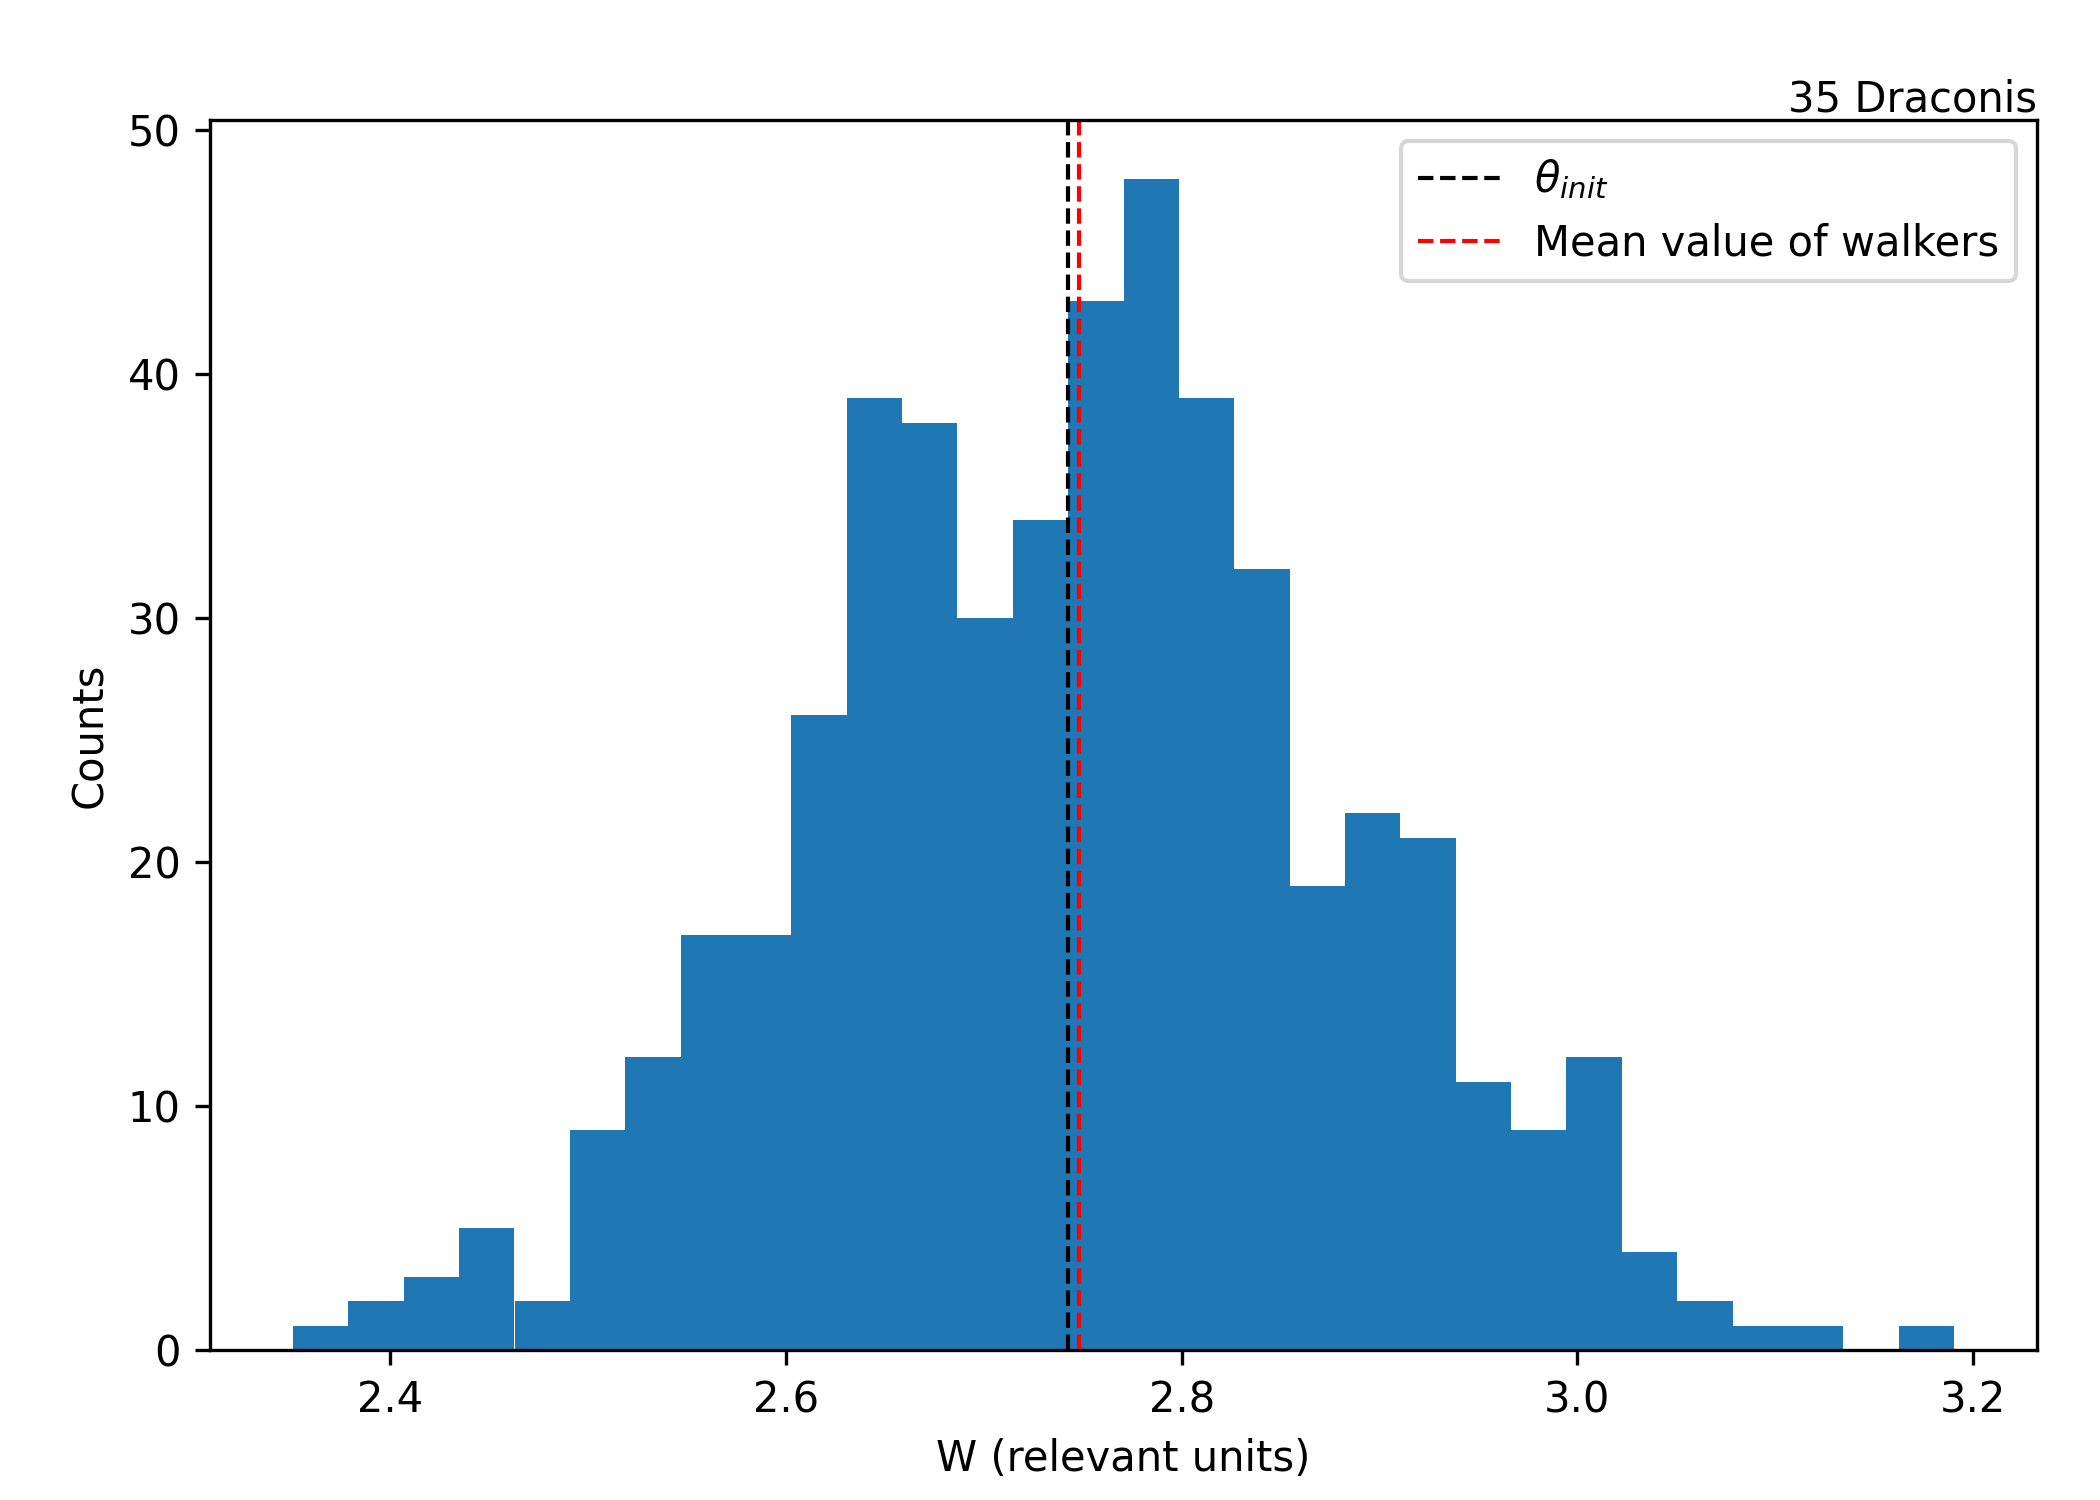 35 Draconis
50
40
30
20
10
0
Counts
θ_init
Mean value of walkers
2.4 2.6 2.8 3.0 3.2
W (relevant units)